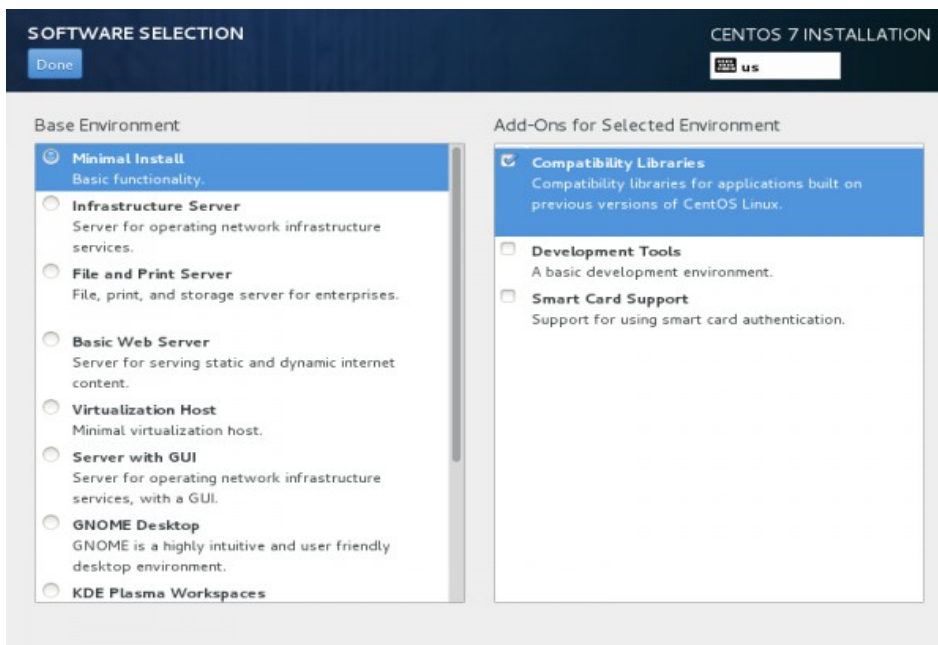 SOFTWARE SELECTION
CENTOS 7 INSTALLATION
Done
us
Base Environment
Minimal Install
Basic functionality.
Infrastructure Server
Server for operating network infrastructure
services.
File and Print Server
File, print, and storage server for enterprises.
Basic Web Server
Server for serving static and dynamic internet
content.
Virtualization Host
Minimal virtualization host.
Server with GUI
Server for operating network infrastructure
services, with a GUI.
GNOME Desktop
GNOME is a highly intuitive and user friendly
desktop environment.
KDE Plasma Workspaces
Add-Ons for Selected Environment
Compatibility Libraries
Compatibility libraries for applications built on
previous versions of CentOS Linux.
Development Tools
A basic development environment.
Smart Card Support
Support for using smart card authentication.